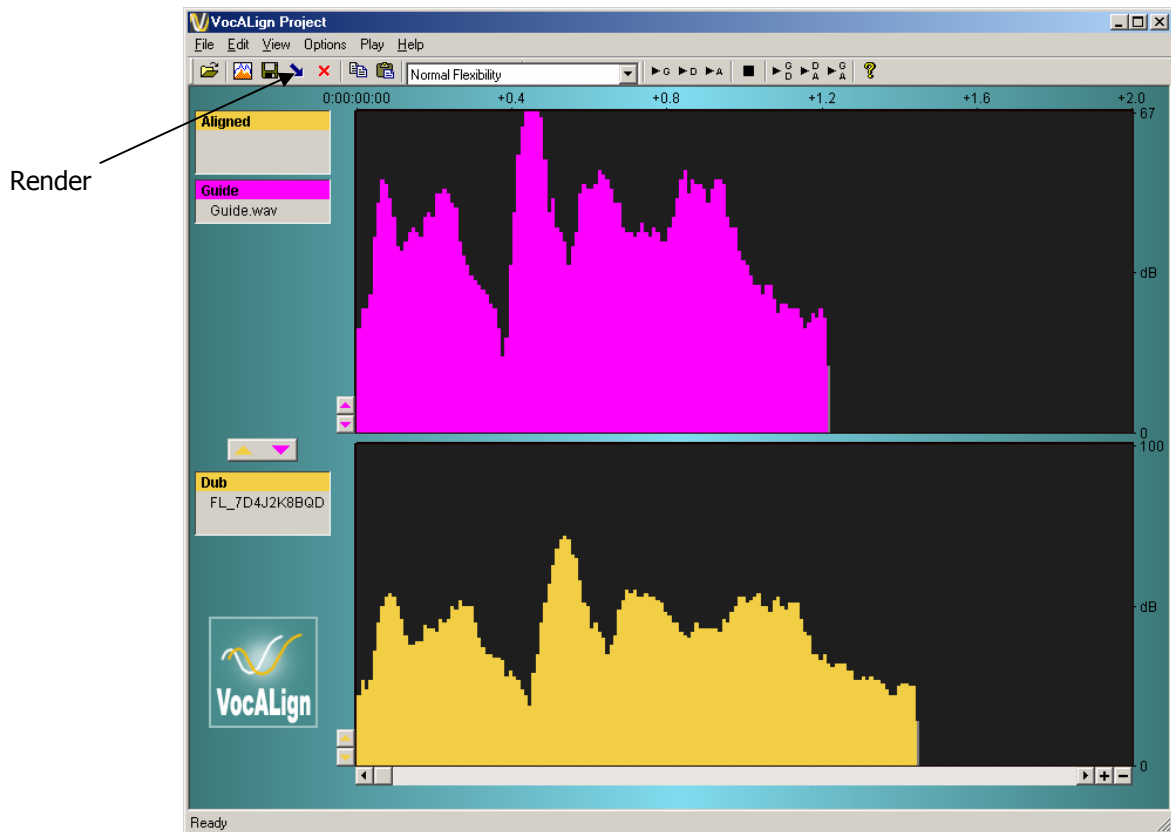 VocALign Project
File Edit View Options Play Help
Normal Flexibility
G D A G D D A G A
0:00:00:00 +0.4 +0.8 +1.2 +1.6 +2.0
Aligned
67
Render
Guide
Guide.wav
dB
0
100
Dub
FL_7D4J2K8BQD
dB
VocALign
0
Ready